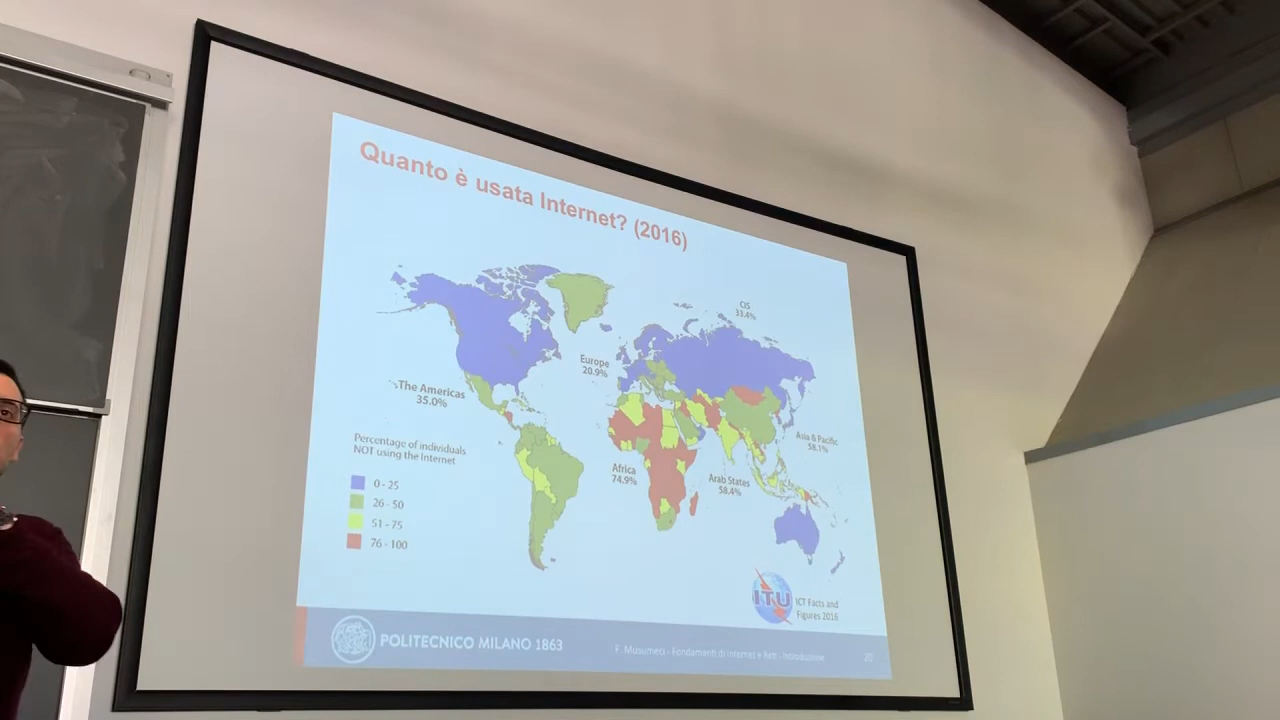 Quanto è usata Internet? (2016)
CIS
33.4%
Europe
20.9%
The Americas
35.0%
Asia & Pacific
58.1%
Africa
74.9%
Arab States
58.4%
Percentage of individuals
NOT using the Internet
0 - 25
26 - 50
51 - 75
76 - 100
ITU
ICT Facts and
Figures 2016
POLITECNICO MILANO 1863
F. Musumeci - Fondamenti di Internet e Reti - Introduzione
20